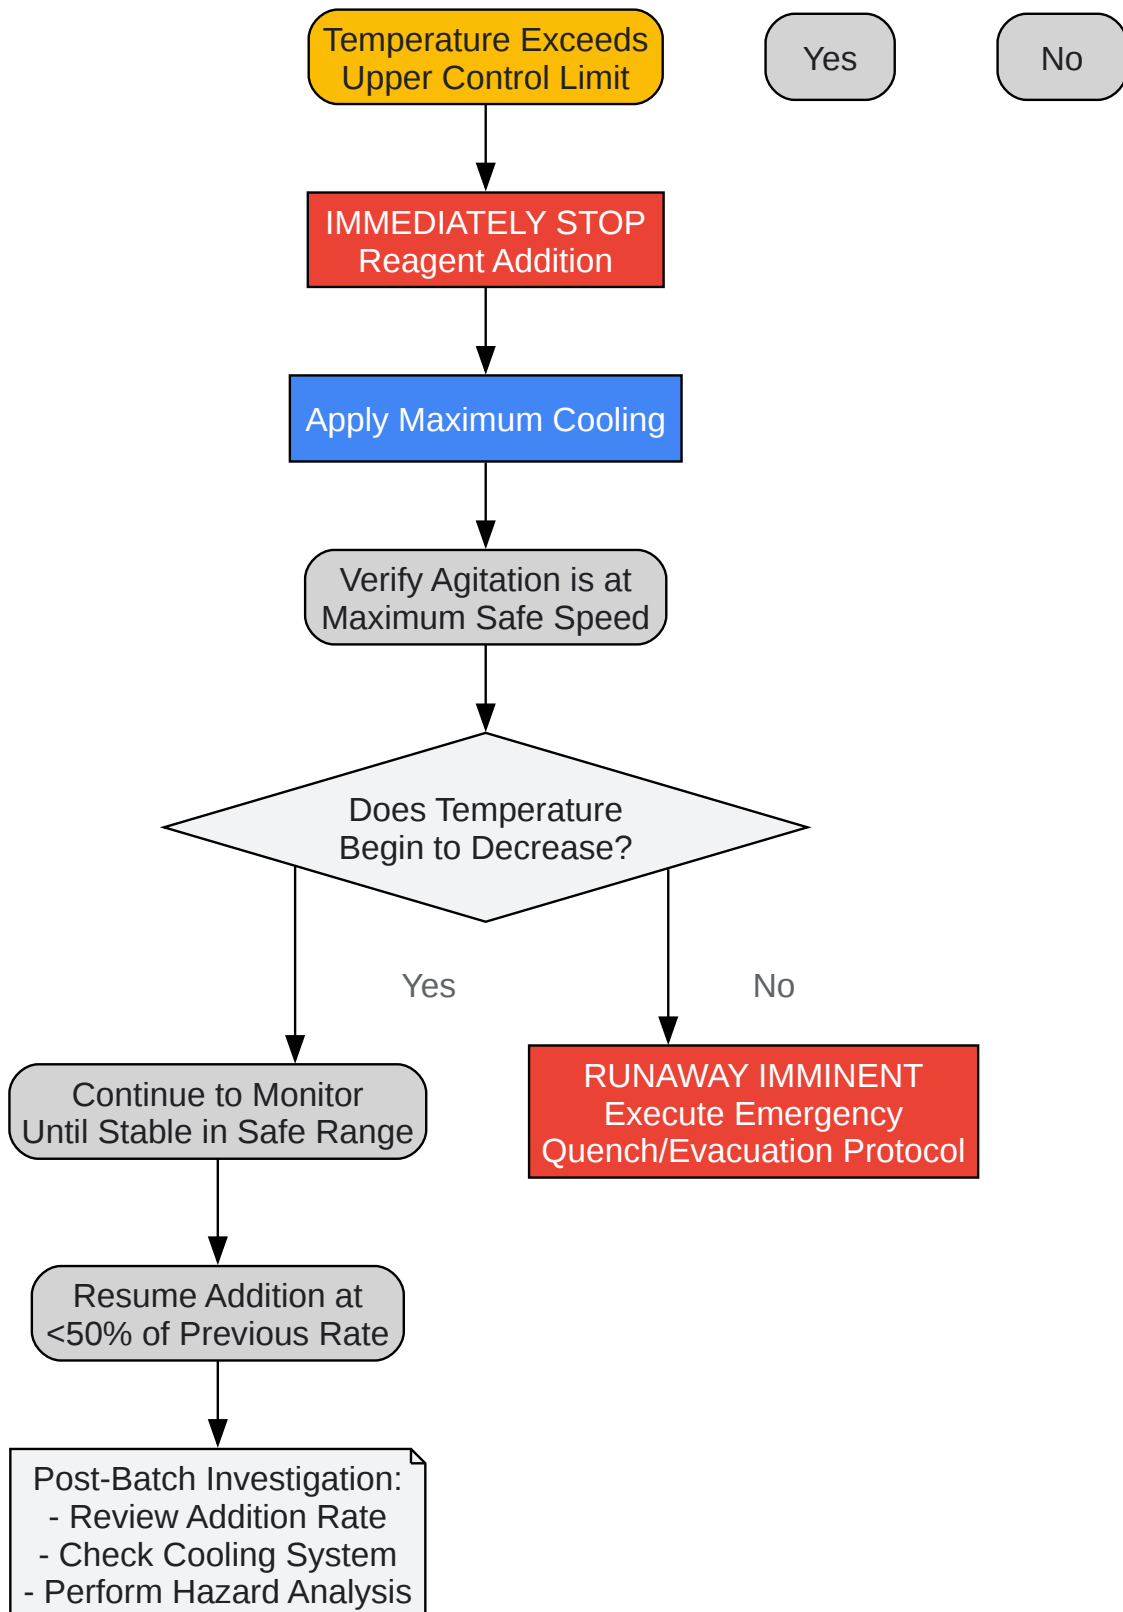 Temperature Exceeds
Upper Control Limit
Yes
No
IMMEDIATELY STOP
Reagent Addition
Apply Maximum Cooling
Verify Agitation is at
Maximum Safe Speed
Does Temperature
Begin to Decrease?
Yes
No
Continue to Monitor
Until Stable in Safe Range
RUNAWAY IMMINENT
Execute Emergency
Quench/Evacuation Protocol
Resume Addition at
<50% of Previous Rate
Post-Batch Investigation:
- Review Addition Rate
- Check Cooling System
- Perform Hazard Analysis